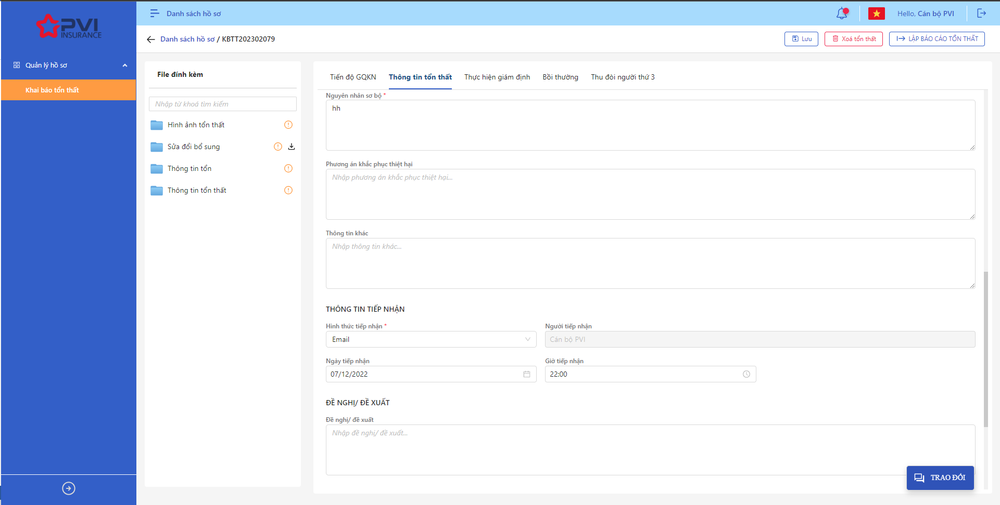 PVI
INSURANCE
Danh sách hồ sơ
Hello, Cán bộ PVI
Danh sách hồ sơ / KBTT202302079
Lưu
Xoá tổn thất
LẬP BÁO CÁO TỔN THẤT
Quản lý hồ sơ
Khai báo tổn thất
File đính kèm
Nhập từ khoá tìm kiếm
Hình ảnh tổn thất
Sửa đổi bổ sung
Thông tin tổn
Thông tin tổn thất
Tiến độ GQKN
Thông tin tổn thất
Thực hiện giám định
Bồi thường
Thu đòi người thứ 3
Nguyên nhân sơ bộ *
hh
Phương án khắc phục thiệt hại
Nhập phương án khắc phục thiệt hại...
Thông tin khác
Nhập thông tin khác...
THÔNG TIN TIẾP NHẬN
Hình thức tiếp nhận *
Người tiếp nhận
Email
Cán bộ PVI
Ngày tiếp nhận
Giờ tiếp nhận
07/12/2022
22:00
ĐỀ NGHỊ/ ĐỀ XUẤT
Đề nghị/ đề xuất
Nhập đề nghị/ đề xuất...
TRAO ĐỔI